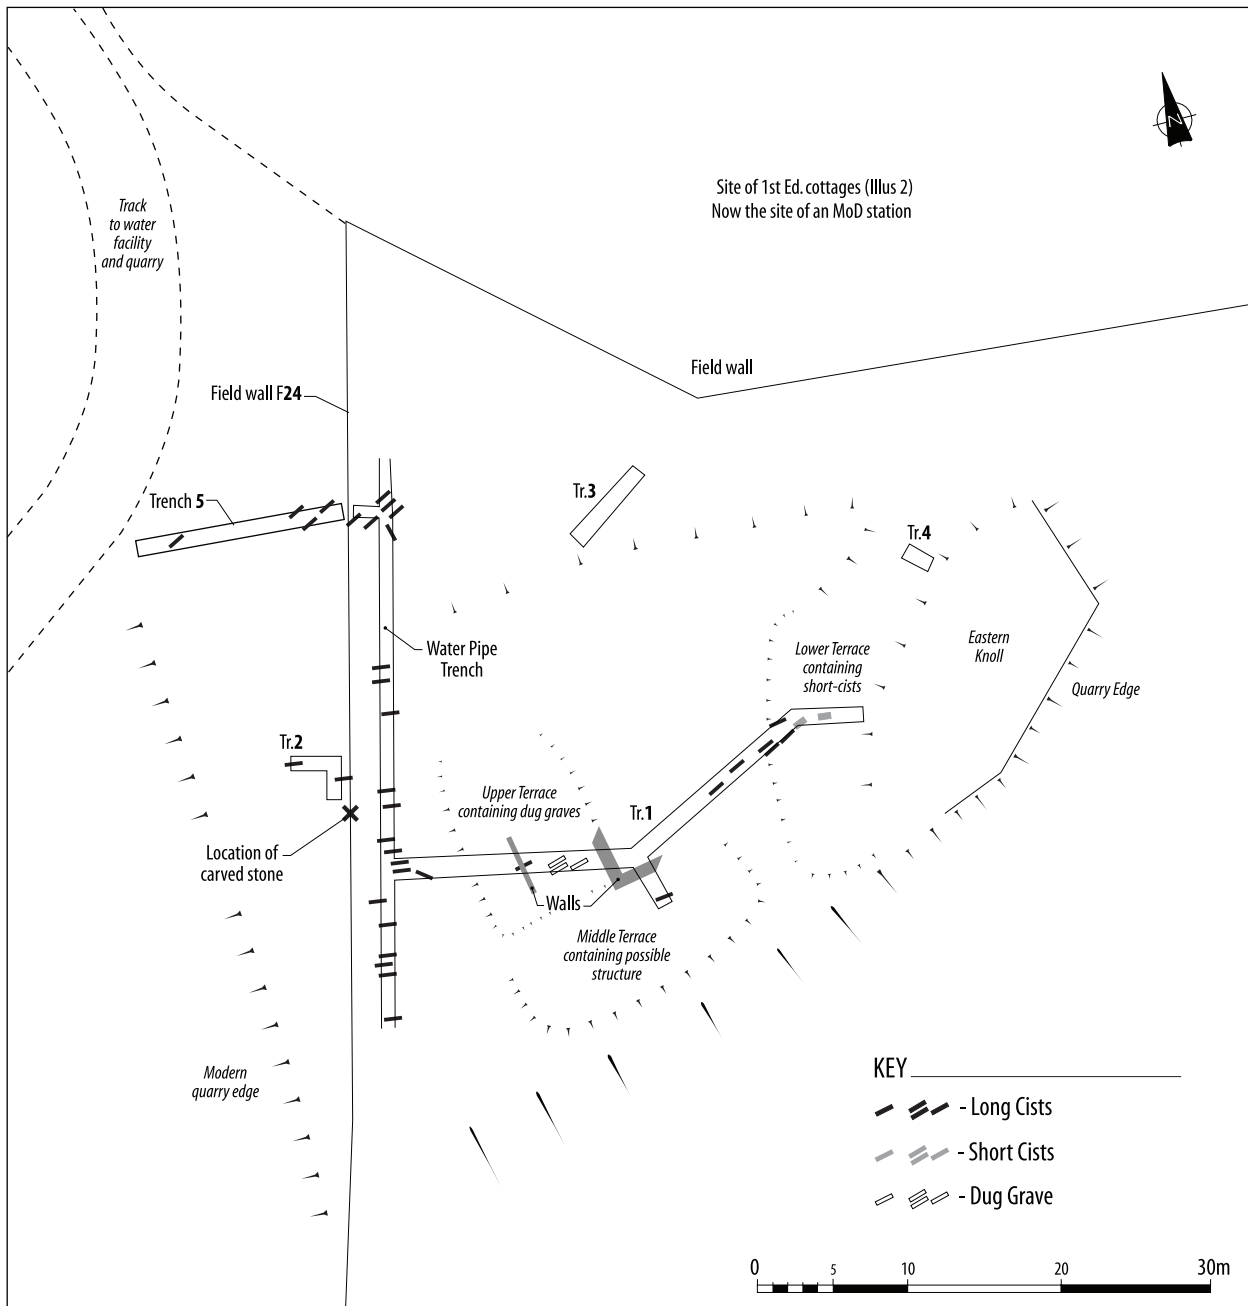 N
Site of 1st Ed. cottages (Illus 2)
Now the site of an MoD station
Track
to water
facility
and quarry
Field wall
Field wall F24
Trench 5
Tr.3
Tr.4
Water Pipe
Trench
Lower Terrace
containing
short-cists
Eastern
Knoll
Quarry Edge
Tr.2
Upper Terrace
containing dug graves
Tr.1
Location of
carved stone
Walls
Middle Terrace
containing possible
structure
Modern
quarry edge
KEY
- Long Cists
- Short Cists
- Dug Grave
0 5 10 20 30m